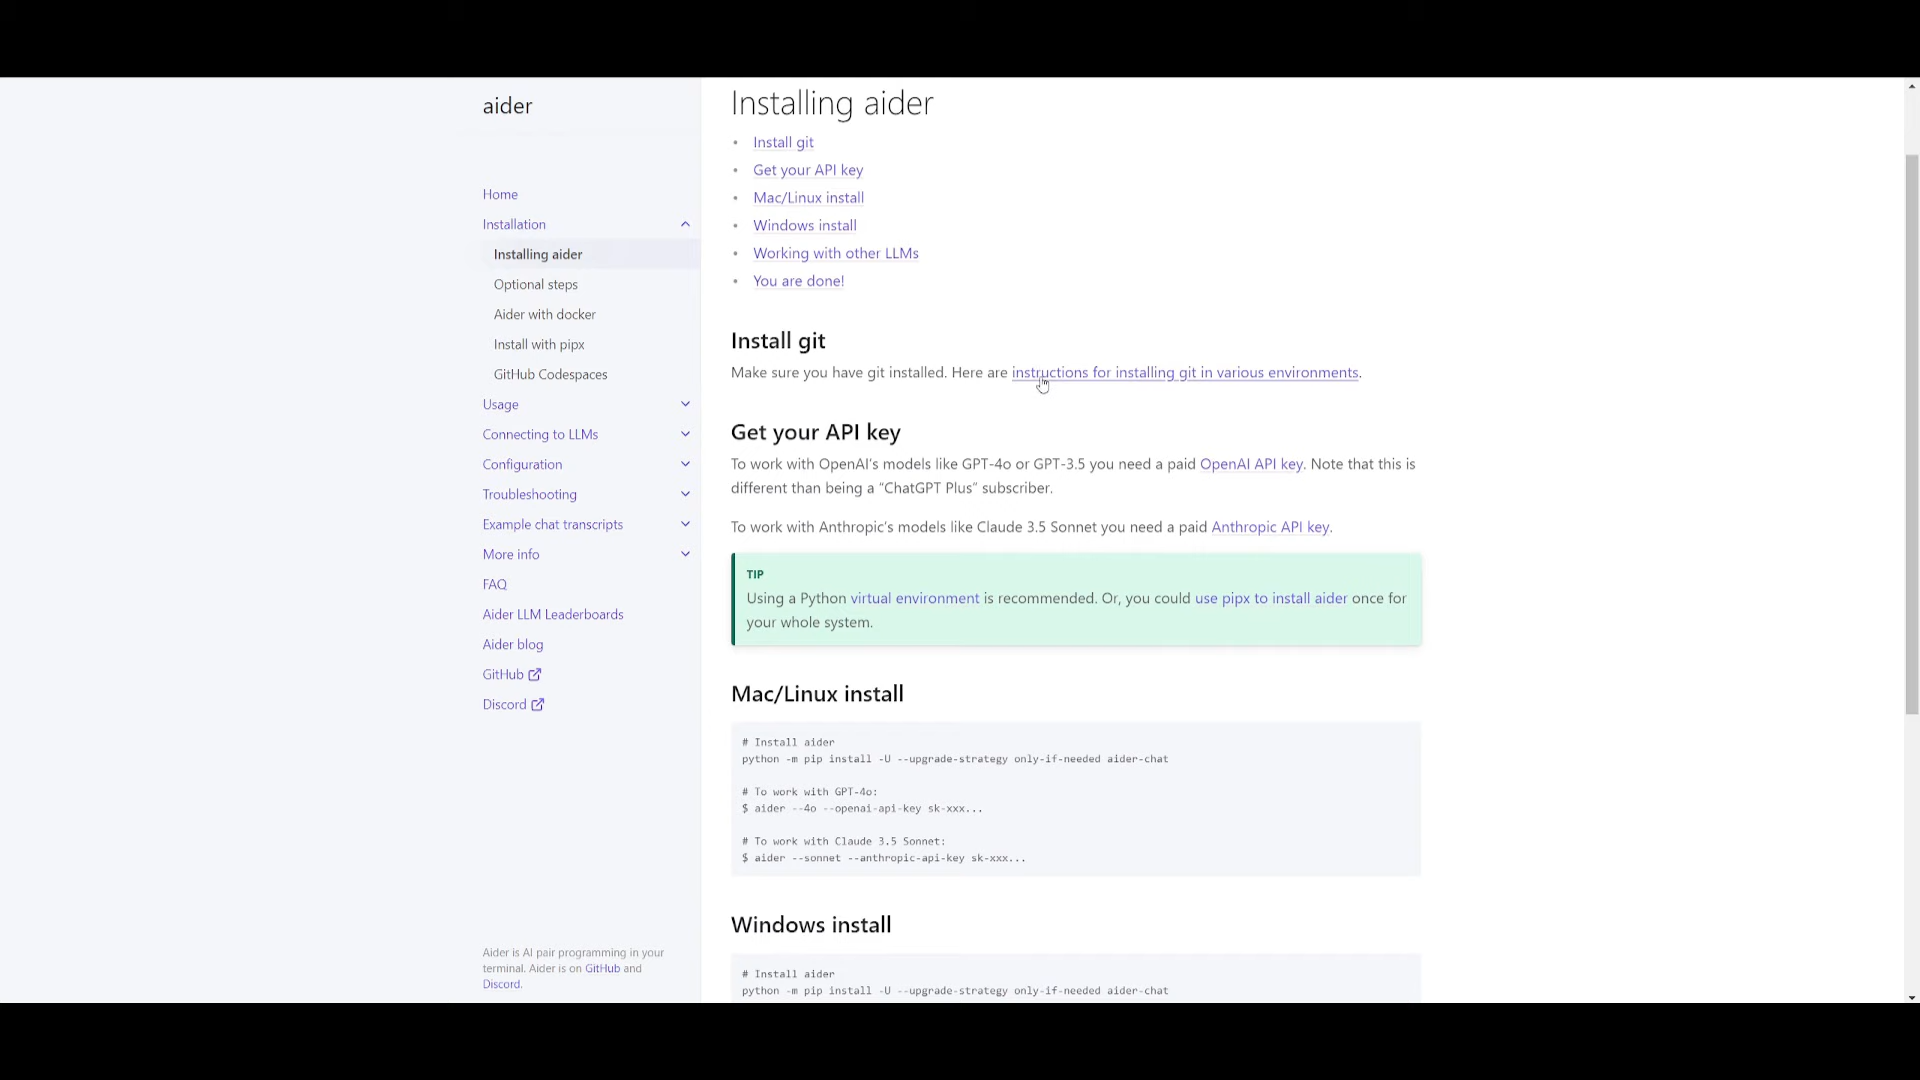 aider
Home
Installation
Installing aider
Optional steps
Aider with docker
Install with pipx
GitHub Codespaces
Usage
Connecting to LLMs
Configuration
Troubleshooting
Example chat transcripts
More info
FAQ
Aider LLM Leaderboards
Aider blog
GitHub
Discord
Aider is AI pair programming in your
terminal. Aider is on GitHub and
Discord.
Installing aider
• Install git
• Get your API key
• Mac/Linux install
• Windows install
• Working with other LLMs
• You are done!
Install git
Make sure you have git installed. Here are instructions for installing git in various environments.
Get your API key
To work with OpenAI’s models like GPT-4o or GPT-3.5 you need a paid OpenAI API key. Note that this is
different than being a “ChatGPT Plus” subscriber.
To work with Anthropic’s models like Claude 3.5 Sonnet you need a paid Anthropic API key.
TIP
Using a Python virtual environment is recommended. Or, you could use pipx to install aider once for
your whole system.
Mac/Linux install
# Install aider
python -m pip install -U --upgrade-strategy only-if-needed aider-chat
# To work with GPT-4o:
$ aider --4o --openai-api-key sk-xxx...
# To work with Claude 3.5 Sonnet:
$ aider --sonnet --anthropic-api-key sk-xxx...
Windows install
# Install aider
python -m pip install -U --upgrade-strategy only-if-needed aider-chat